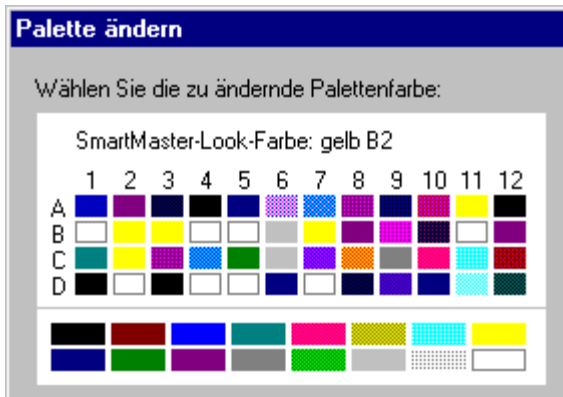 Palette ändern
Wählen Sie die zu ändernde Palettenfarbe:
SmartMaster-Look-Farbe: gelb B2
1 2 3 4 5 6 7 8 9 10 11 12
A
B
C
D